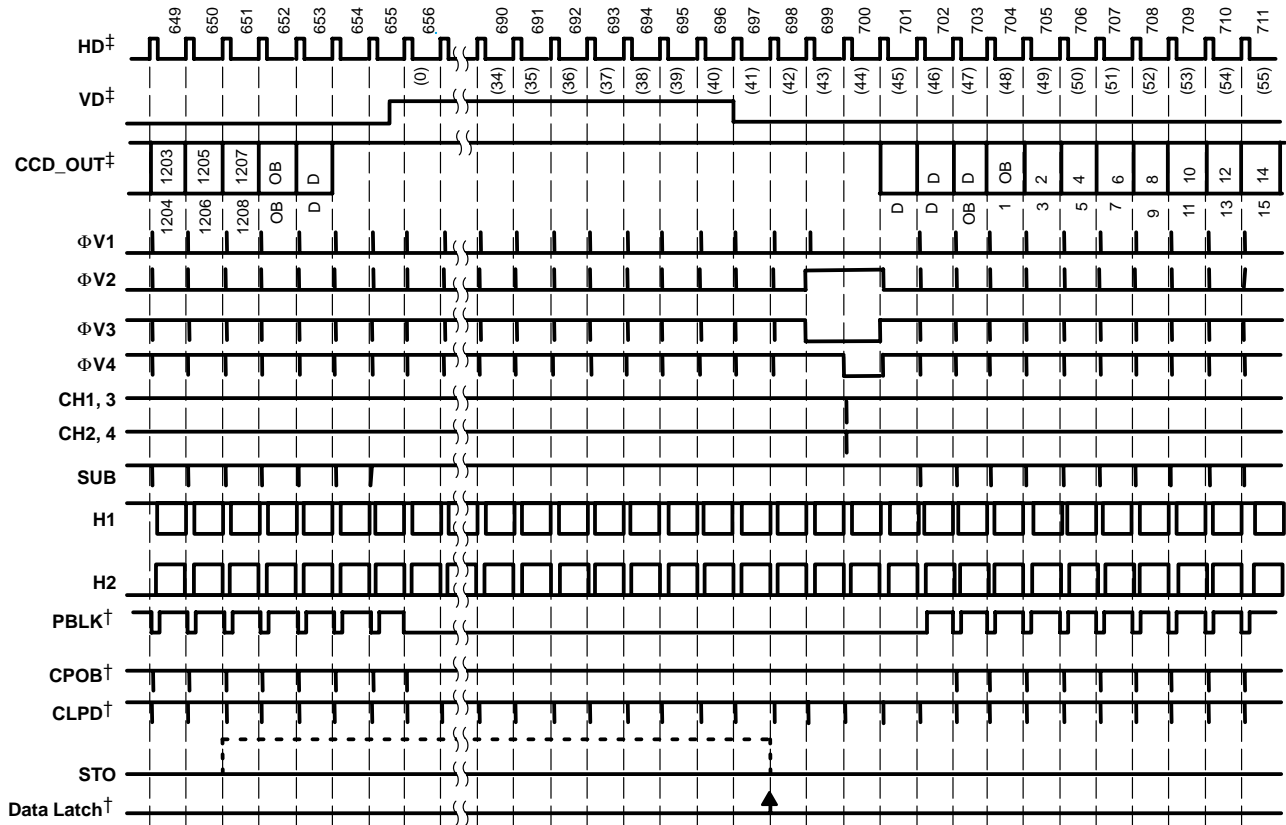 649 650 651 652 653 654 655 656 690 691 692 693 694 695 696 697 698 699 700 701 702 703 704 705 706 707 708 709 710 711
HD‡
(0) (34) (35) (36) (37) (38) (39) (40) (41) (42) (43) (44) (45) (46) (47) (48) (49) (50) (51) (52) (53) (54) (55)
VD‡
CCD_OUT‡
1203 1205 1207 OB D D D OB 2 4 6 8 10 12 14
1204 1206 1208 OB D D D OB 1 3 5 7 9 11 13 15
ΦV1
ΦV2
ΦV3
ΦV4
CH1, 3
CH2, 4
SUB
H1
H2
PBLK†
CPOB†
CLPD†
STO
Data Latch†